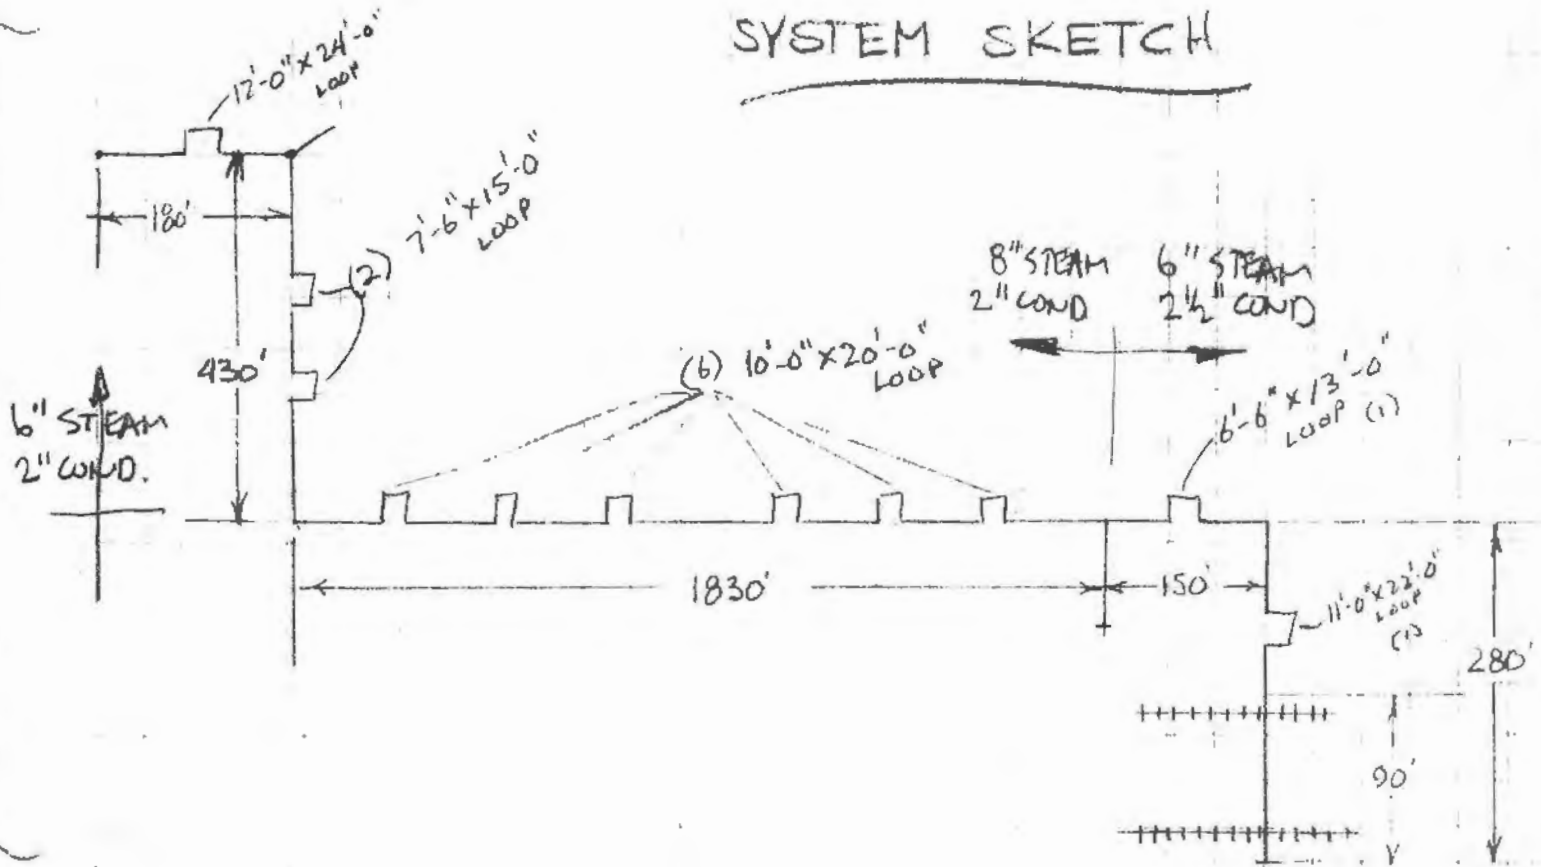 SYSTEM SKETCH
12'-0" x 24'-0"
LOOP
180'
(2) 7'-6" x 15'-0"
LOOP
430'
6" STEAM
2" COND.
8" STEAM
2" COND
6" STEAM
2 1/2" COND
(6) 10'-0" x 20'-0"
LOOP
6'-6" x 13'-0"
LOOP (1)
1830'
150'
11'-0" x 22'-0"
LOOP
(1)
280'
90'